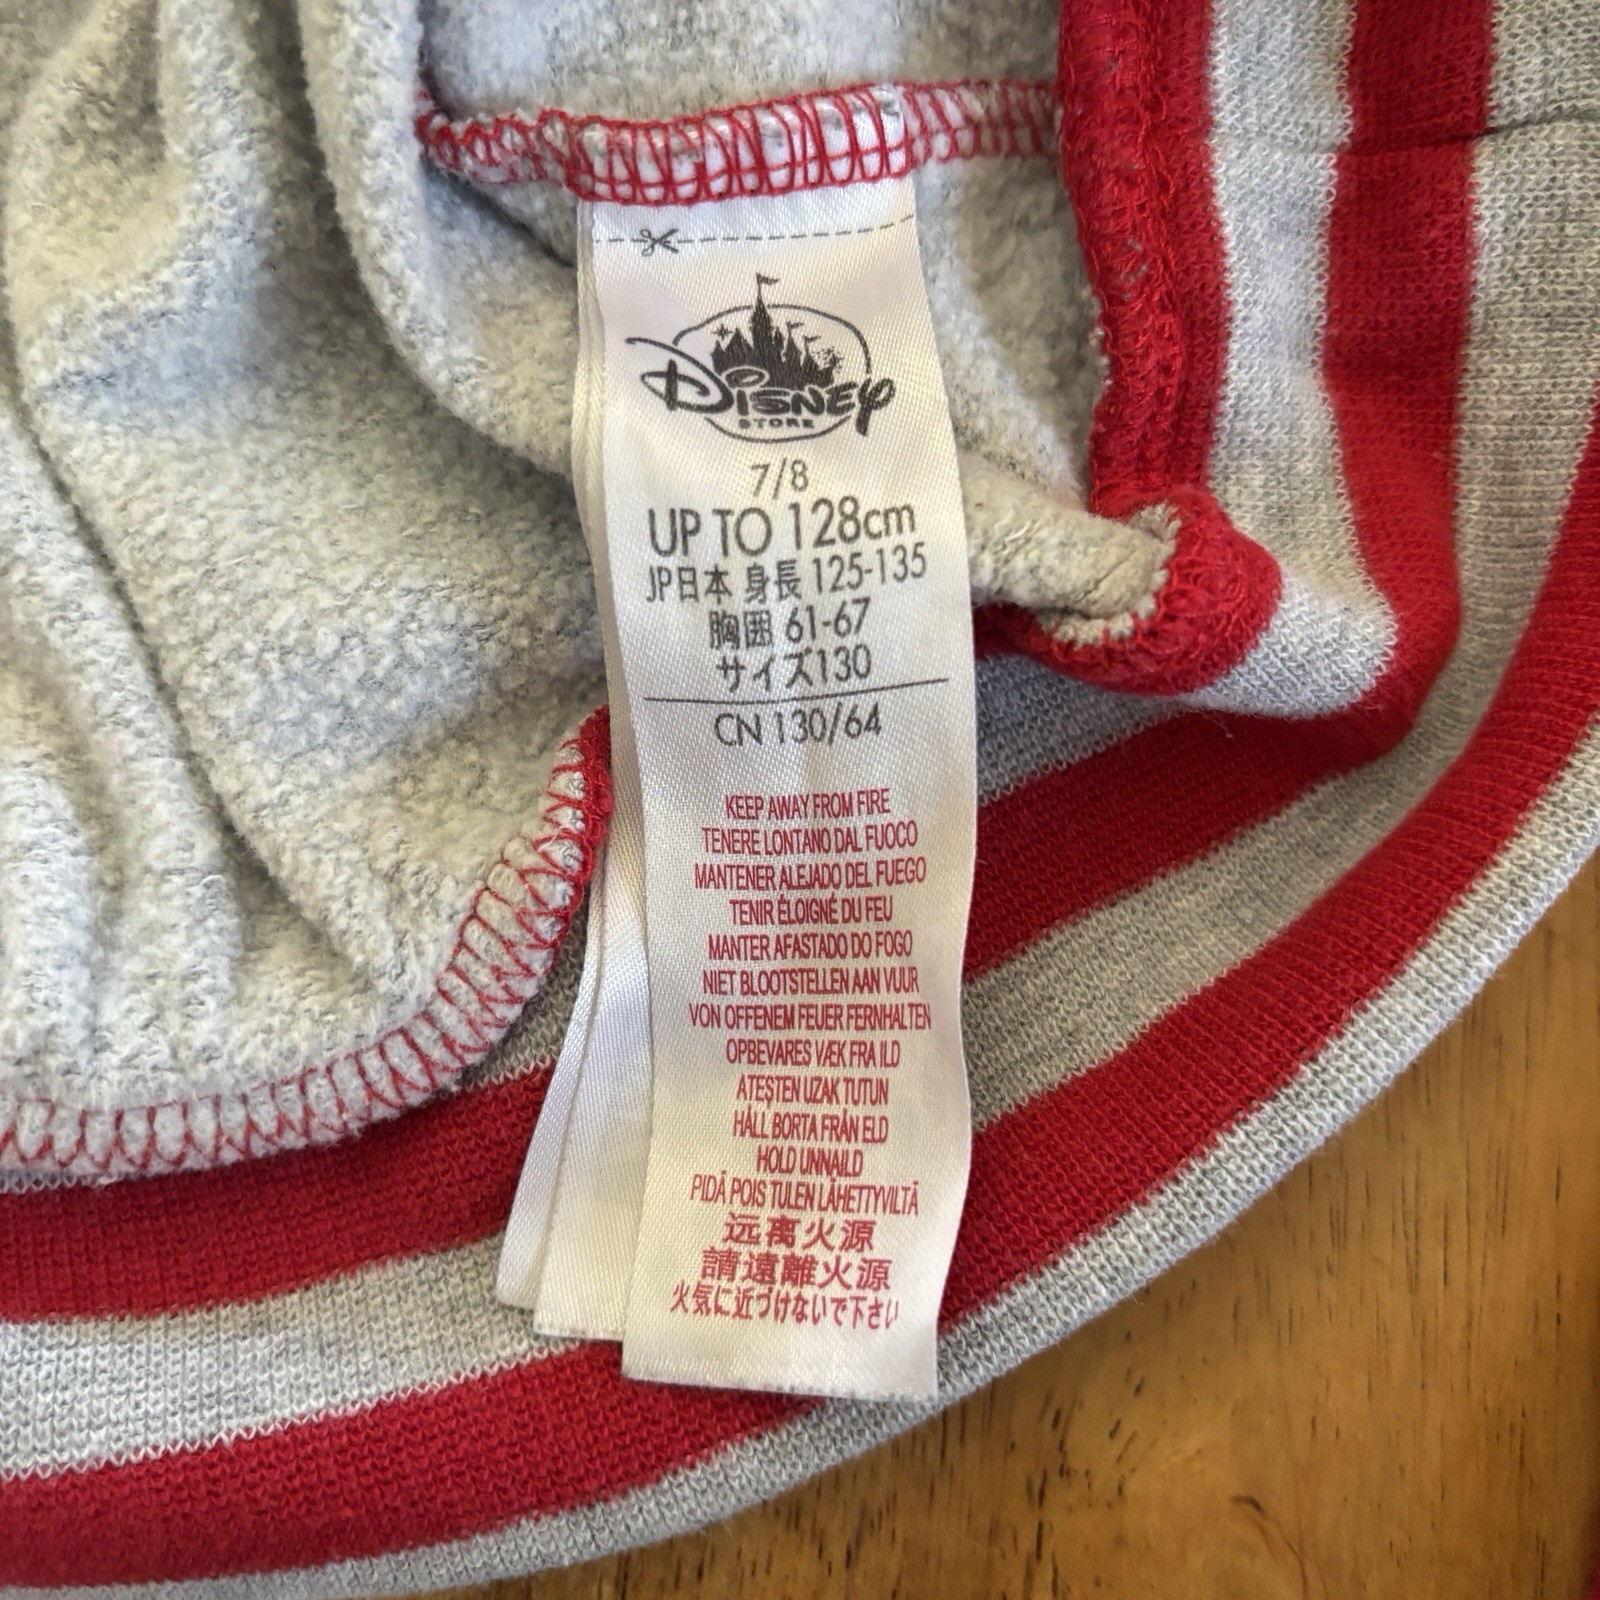 Disney
STORE
7/8
UP TO 128cm
JP日本 身長 125-135
胸囲 61-67
サイズ130
CN 130/64
KEEP AWAY FROM FIRE
TENERE LONTANO DAL FUOCO
MANTENER ALEJADO DEL FUEGO
TENIR ÉLOIGNÉ DU FEU
MANTER AFASTADO DO FOGO
NIET BLOOTSTELLEN AAN VUUR
VON OFFENEM FEUER FERNHALTEN
OPBEVARES VÆK FRA ILD
ATEŞTEN UZAK TUTUN
HÅLL BORTA FRÅN ELD
HOLD UNNA ILD
PIDÄ POIS TULEN LÄHETTYVILTÄ
远离火源
請遠離火源
火気に近づけないで下さい